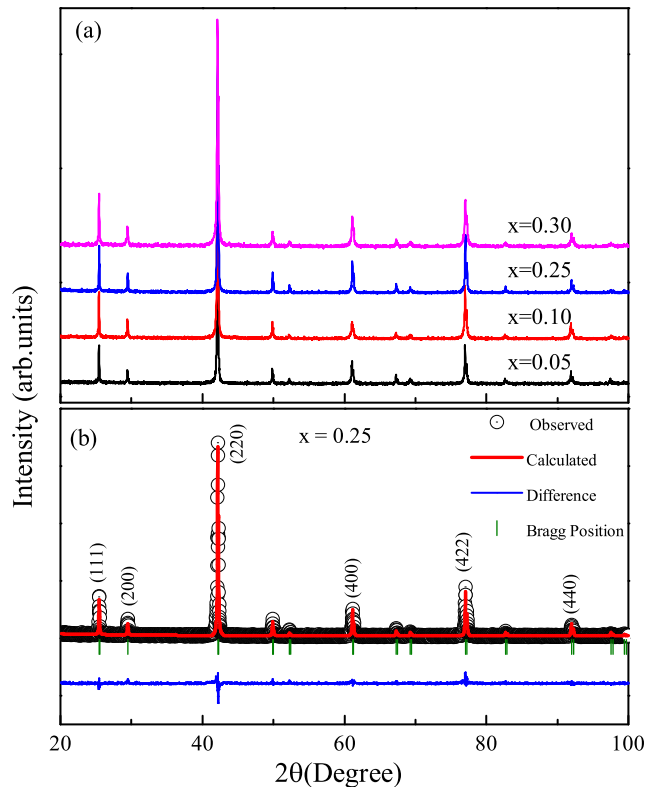 (a)
x=0.30
x=0.25
x=0.10
x=0.05
Intensity (arb.units)
(b)
x = 0.25
Observed
Calculated
Difference
Bragg Position
(111)
(200)
(220)
(400)
(422)
(440)
20 40 60 80 100
2θ(Degree)